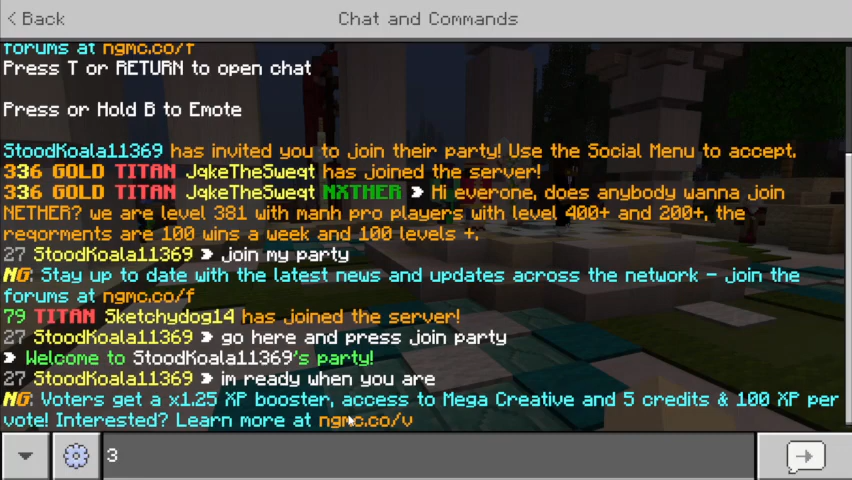 < Back
Chat and Commands
forums at ngmc.co/f
Press T or RETURN to open chat
Press or Hold B to Emote
StoodKoala11369 has invited you to join their party! Use the Social Menu to accept.
336 GOLD TITAN JqkeTheSweqt has joined the server!
336 GOLD TITAN JqkeTheSweqt NXTHER » Hi everone, does anybody wanna join
NETHER? we are level 381 with manh pro players with level 400+ and 200+, the
reqorments are 100 wins a week and 100 levels +.
27 StoodKoala11369 » join my party
NG: Stay up to date with the latest news and updates across the network - join the
forums at ngmc.co/f
79 TITAN Sketchydog14 has joined the server!
27 StoodKoala11369 » go here and press join party
» Welcome to StoodKoala11369's party!
27 StoodKoala11369 » im ready when you are
NG: Voters get a x1.25 XP booster, access to Mega Creative and 5 credits & 100 XP per
vote! Interested? Learn more at ngmc.co/v
3